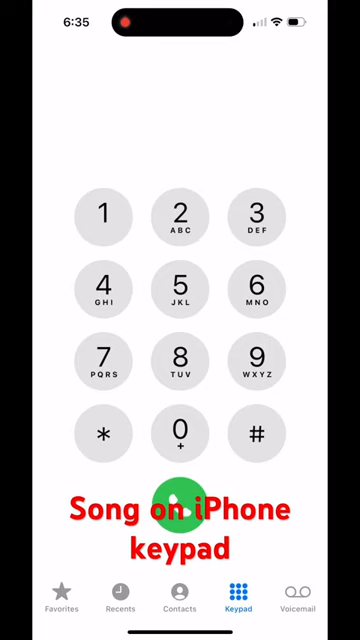 6:35
1 2 3
ABC DEF
4 5 6
GHI JKL MNO
7 8 9
PQRS TUV WXYZ
* 0 #
+
Song on iPhone
keypad
Favorites Recents Contacts Keypad Voicemail